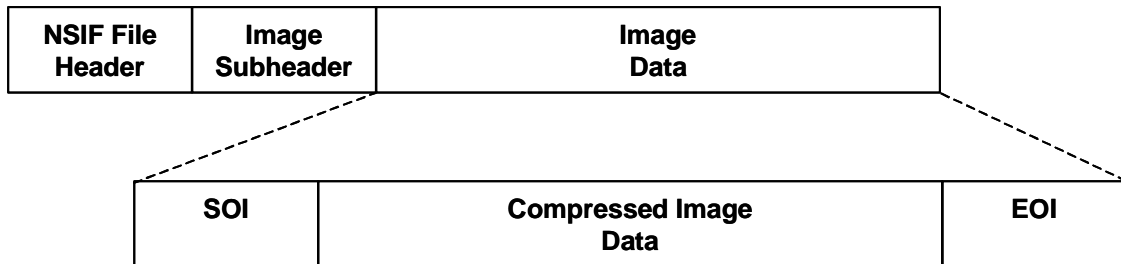 NSIF File
Header
Image
Subheader
Image
Data
SOI
Compressed Image
Data
EOI